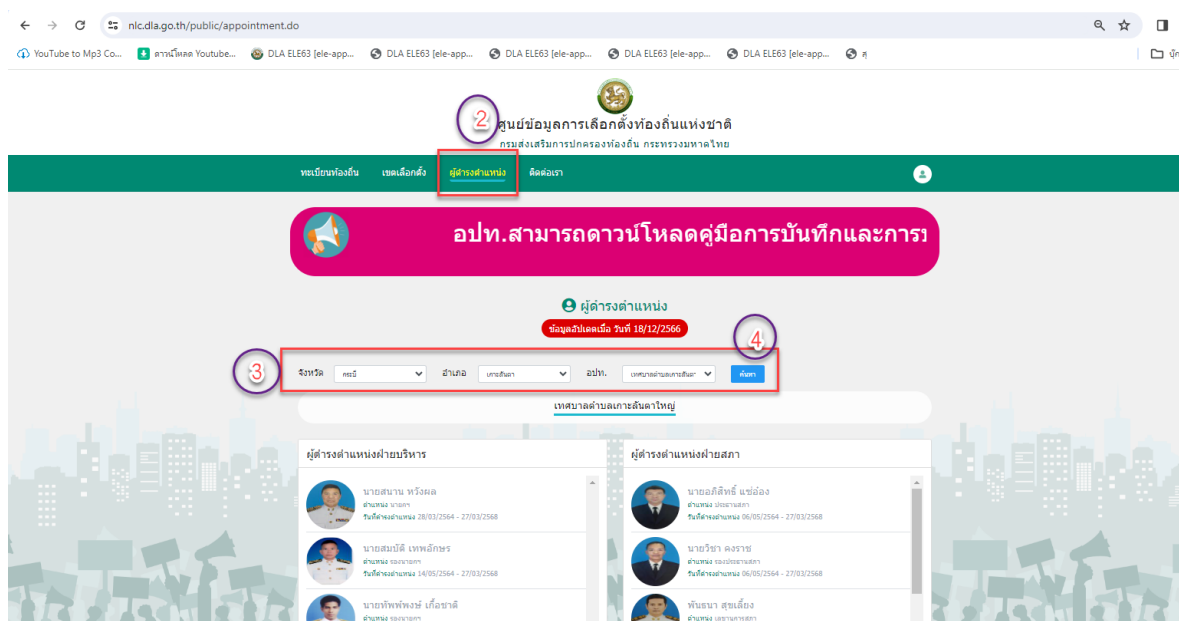 nlc.dla.go.th/public/appointment.do
YouTube to Mp3 Co... ดาวน์โหลด Youtube... DLA ELE63 [ele-app... DLA ELE63 [ele-app... DLA ELE63 [ele-app... DLA ELE63 [ele-app... DLA ELE63 [ele-app... ส
2
ศูนย์ข้อมูลการเลือกตั้งท้องถิ่นแห่งชาติ
กรมส่งเสริมการปกครองท้องถิ่น กระทรวงมหาดไทย
ทะเบียนท้องถิ่น เขตเลือกตั้ง ผู้ดำรงตำแหน่ง ติดต่อเรา
อปท.สามารถดาวน์โหลดคู่มือการบันทึกและการ
ผู้ดำรงตำแหน่ง
ข้อมูลอัปเดตเมื่อ วันที่ 18/12/2566
4
3
จังหวัด กระบี่ อำเภอ เกาะลันตา อปท. เทศบาลตำบลเกาะลันตา ค้นหา
เทศบาลตำบลเกาะลันตาใหญ่
ผู้ดำรงตำแหน่งฝ่ายบริหาร
นายสนาน หวังผล
ตำแหน่ง นายกฯ
วันที่ดำรงตำแหน่ง 28/03/2564 - 27/03/2568
นายสมบัติ เทพอักษร
ตำแหน่ง รองนายกฯ
วันที่ดำรงตำแหน่ง 14/05/2564 - 27/03/2568
นายทัพพ์พงษ์ เกื้อชาติ
ตำแหน่ง รองนายกฯ
ผู้ดำรงตำแหน่งฝ่ายสภา
นายอภิสิทธิ์ แซ่อ๋อง
ตำแหน่ง ประธานสภา
วันที่ดำรงตำแหน่ง 06/05/2564 - 27/03/2568
นายวิชา คงราช
ตำแหน่ง รองประธานสภา
วันที่ดำรงตำแหน่ง 06/05/2564 - 27/03/2568
พันธนา สุขเลี้ยง
ตำแหน่ง เลขานุการสภา